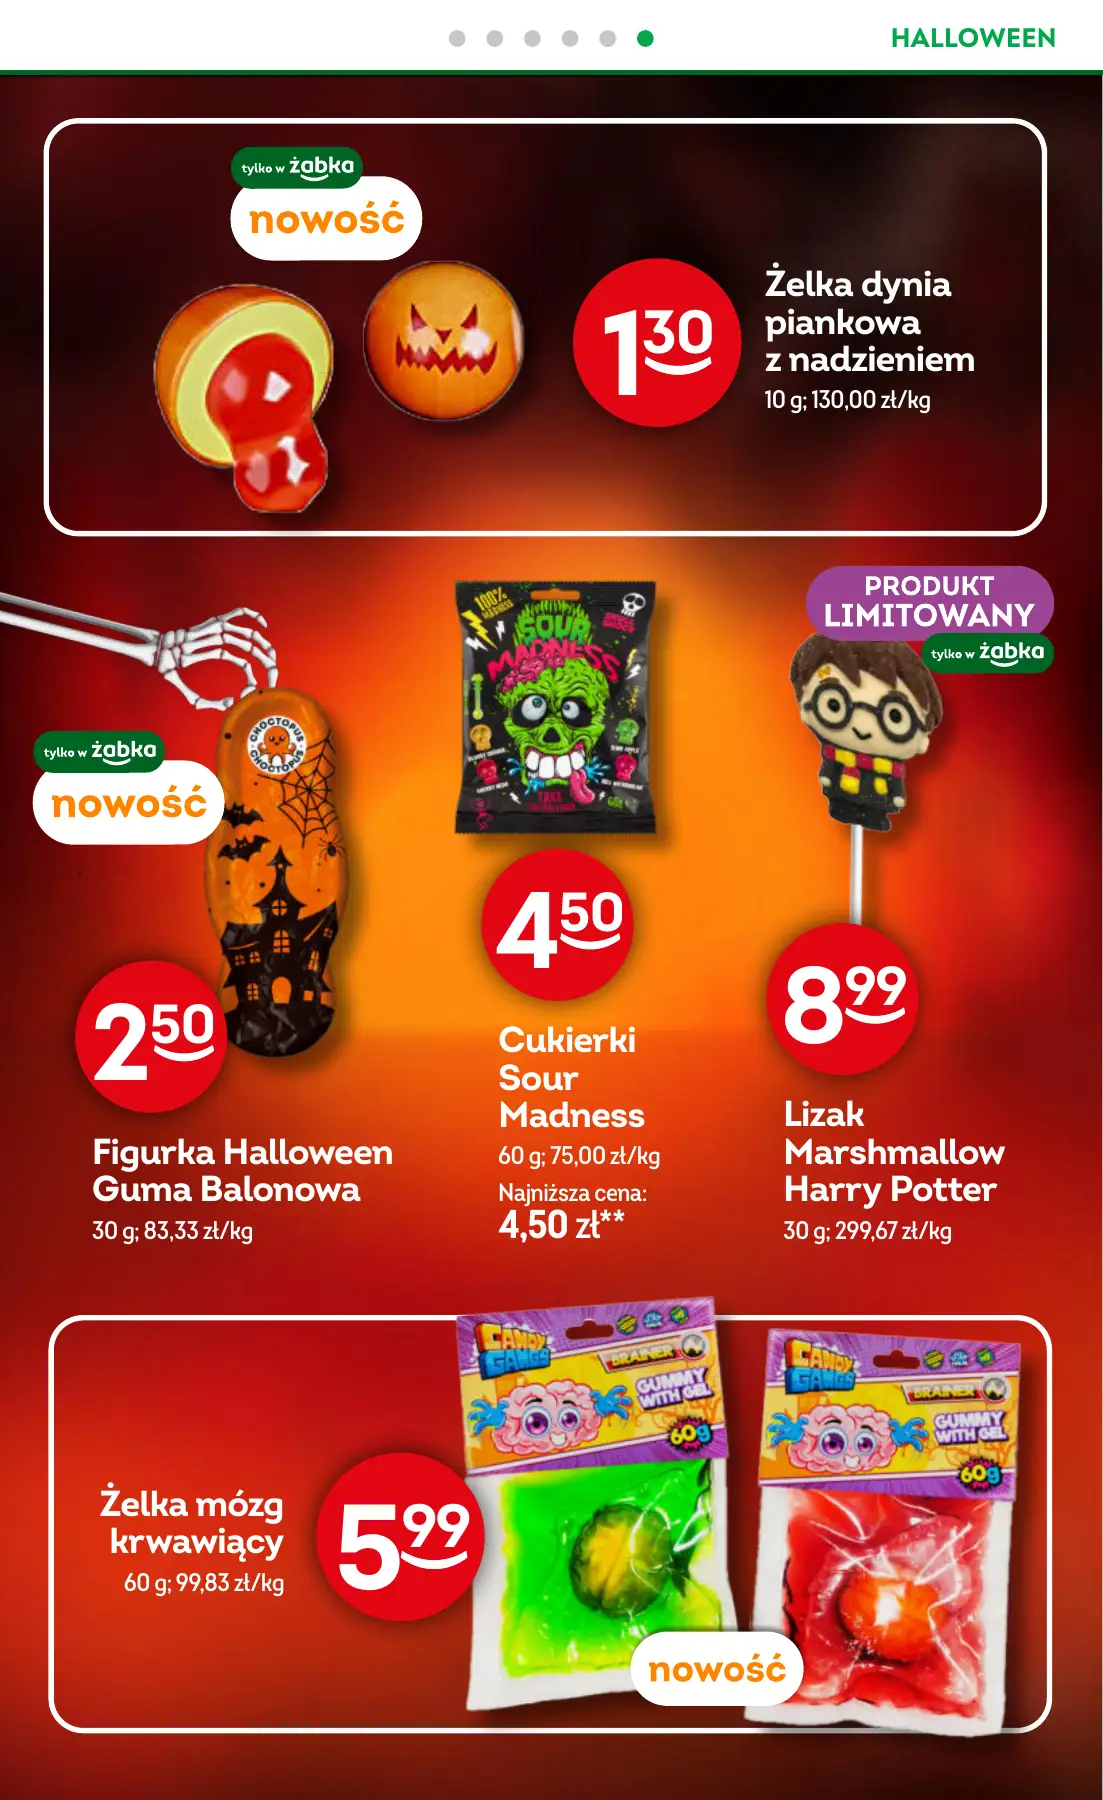 HALLOWEEN
tylko w żabka
nowość
1 30
Żelka dynia
piankowa
z nadzieniem
10 g; 130,00 zł/kg
tylko w żabka
nowość
CHOCTOPUS
CHOCTOPUS
2 50
Figurka Halloween
Guma Balonowa
30 g; 83,33 zł/kg
100%
MADNESS
SOUR
MADNESS
4 50
Cukierki
Sour
Madness
60 g; 75,00 zł/kg
Najniższa cena:
4,50 zł**
PRODUKT
LIMITOWANY
tylko w żabka
8 99
Lizak
Marshmallow
Harry Potter
30 g; 299,67 zł/kg
Żelka mózg
krwawiący
60 g; 99,83 zł/kg
5 99
CANDY
GANGS
BRAINER
GUMMY
WITH GEL
60g
CANDY
GANGS
BRAINER
GUMMY
WITH GEL
60g
nowość